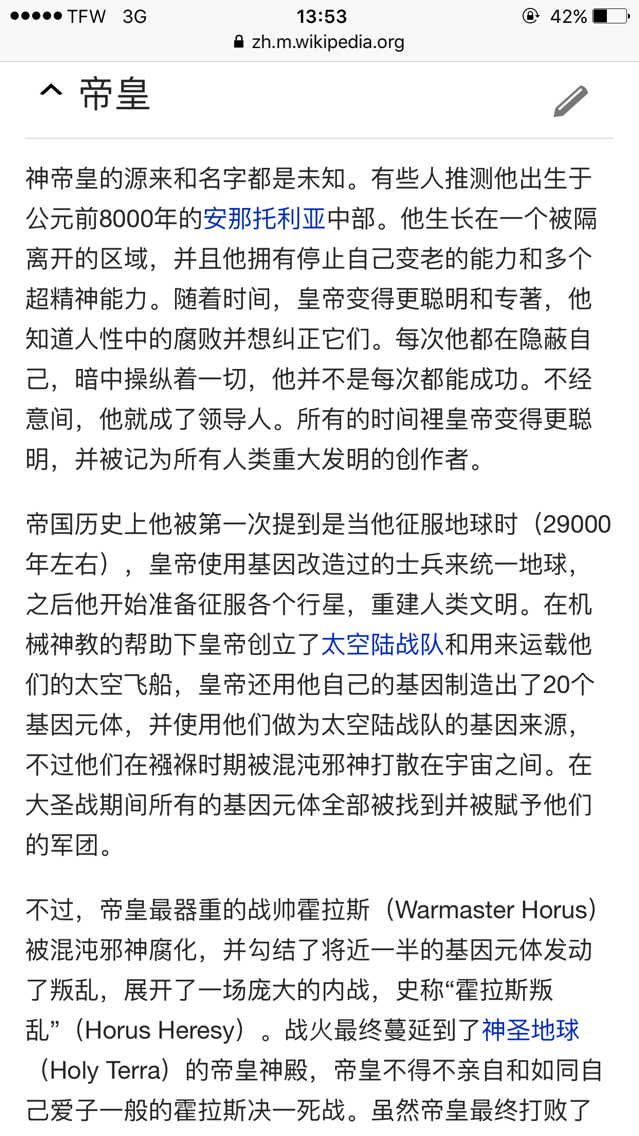 TFW 3G 13:53 42%
zh.m.wikipedia.org
帝皇
神帝皇的源来和名字都是未知。有些人推测他出生于
公元前8000年的安那托利亚中部。他生长在一个被隔
离开的区域，并且他拥有停止自己变老的能力和多个
超精神能力。随着时间，皇帝变得更聪明和专著，他
知道人性中的腐败并想纠正它们。每次他都在隐蔽自
己，暗中操纵着一切，他并不是每次都能成功。不经
意间，他就成了领导人。所有的时间裡皇帝变得更聪
明，并被记为所有人类重大发明的创作者。
帝国历史上他被第一次提到是当他征服地球时（29000
年左右），皇帝使用基因改造过的士兵来统一地球，
之后他开始准备征服各个行星，重建人类文明。在机
械神教的帮助下皇帝创立了太空陆战队和用来运载他
们的太空飞船，皇帝还用他自己的基因制造出了20个
基因元体，并使用他们做为太空陆战队的基因来源，
不过他们在襁褓时期被混沌邪神打散在宇宙之间。在
大圣战期间所有的基因元体全部被找到并被賦予他们
的军团。
不过，帝皇最器重的战帅霍拉斯（Warmaster Horus）
被混沌邪神腐化，并勾结了将近一半的基因元体发动
了叛乱，展开了一场庞大的内战，史称“霍拉斯叛
乱”（Horus Heresy）。战火最终蔓延到了神圣地球
（Holy Terra）的帝皇神殿，帝皇不得不亲自和如同自
己爱子一般的霍拉斯决一死战。虽然帝皇最终打败了